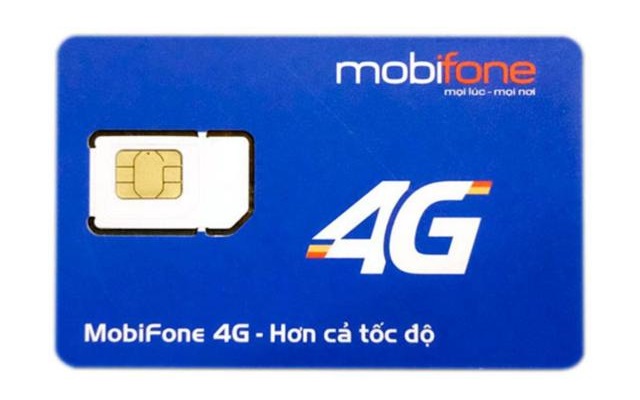 mobifone
mọi lúc - mọi nơi
4G
MobiFone 4G - Hơn cả tốc độ